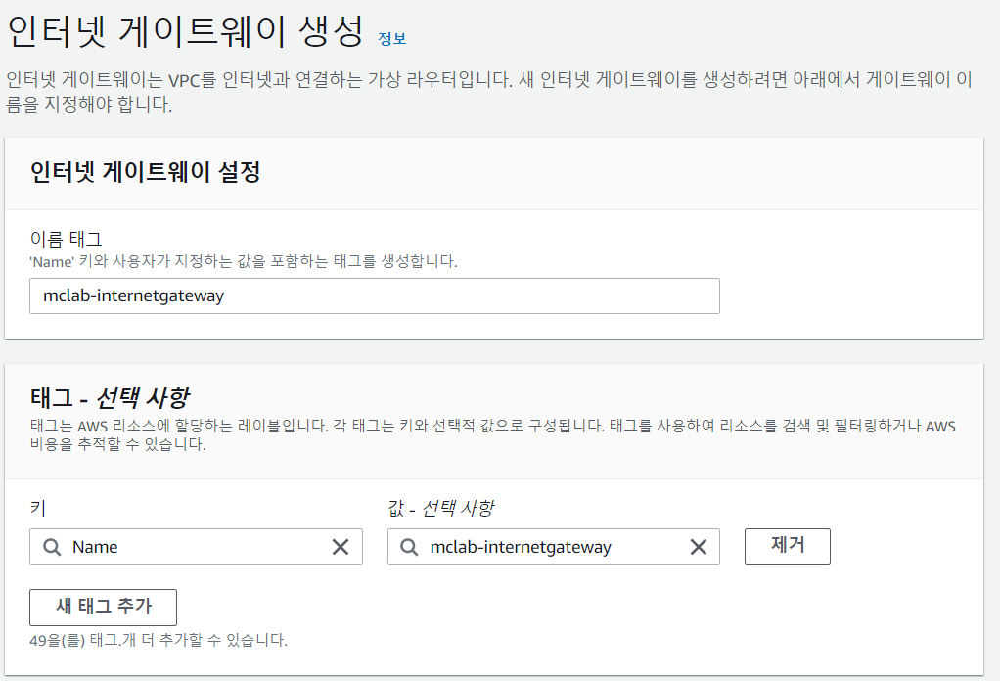 인터넷 게이트웨이 생성 정보
인터넷 게이트웨이는 VPC를 인터넷과 연결하는 가상 라우터입니다. 새 인터넷 게이트웨이를 생성하려면 아래에서 게이트웨이 이
름을 지정해야 합니다.
인터넷 게이트웨이 설정
이름 태그
'Name' 키와 사용자가 지정하는 값을 포함하는 태그를 생성합니다.
mclab-internetgateway
태그 - 선택 사항
태그는 AWS 리소스에 할당하는 레이블입니다. 각 태그는 키와 선택적 값으로 구성됩니다. 태그를 사용하여 리소스를 검색 및 필터링하거나 AWS
비용을 추적할 수 있습니다.
키 값 - 선택 사항
Name mclab-internetgateway 제거
새 태그 추가
49을(를) 태그.개 더 추가할 수 있습니다.